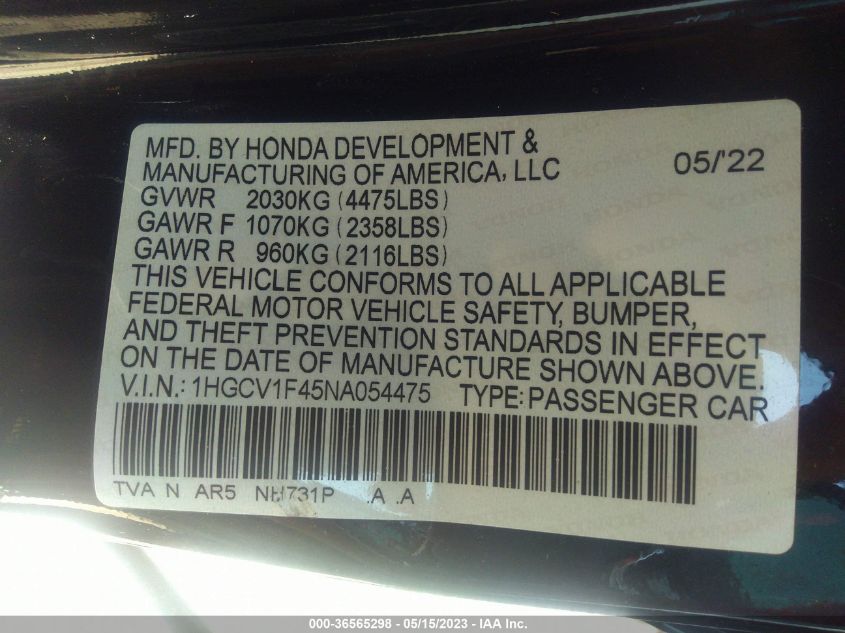 MFD. BY HONDA DEVELOPMENT &
MANUFACTURING OF AMERICA, LLC 05/'22
GVWR 2030KG (4475LBS)
GAWR F 1070KG (2358LBS)
GAWR R 960KG (2116LBS)
THIS VEHICLE CONFORMS TO ALL APPLICABLE
FEDERAL MOTOR VEHICLE SAFETY, BUMPER,
AND THEFT PREVENTION STANDARDS IN EFFECT
ON THE DATE OF MANUFACTURE SHOWN ABOVE.
V.I.N.: 1HGCV1F45NA054475 TYPE: PASSENGER CAR
TVA N AR5 NH731P .A .A
000-36565298 - 05/15/2023 - IAA Inc.